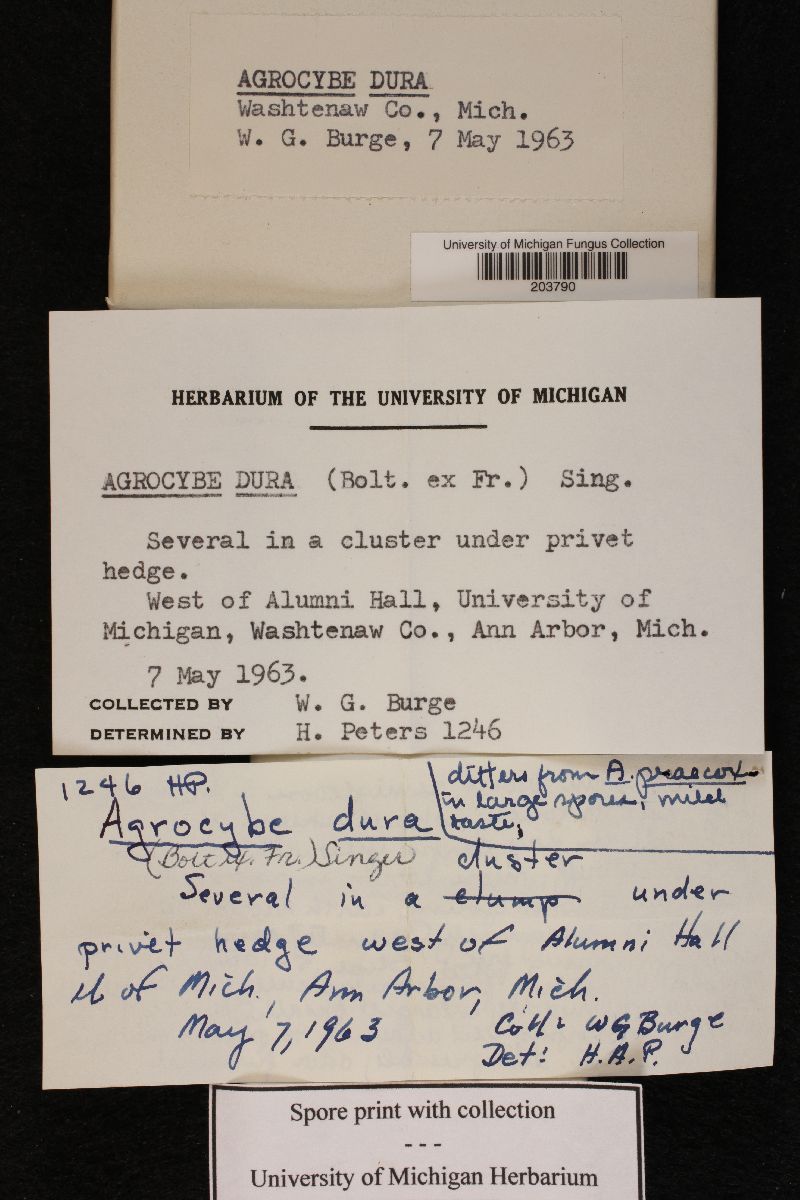 AGROCYBE DURA
Washtenaw Co., Mich.
W. G. Burge, 7 May 1963
University of Michigan Fungus Collection
203790
HERBARIUM OF THE UNIVERSITY OF MICHIGAN
AGROCYBE DURA (Bolt. ex Fr.) Sing.
Several in a cluster under privet
hedge.
West of Alumni Hall, University of
Michigan, Washtenaw Co., Ann Arbor, Mich.
7 May 1963.
COLLECTED BY W. G. Burge
DETERMINED BY H. Peters 1246
1246 HP.
differs from A. praecox
in large spores, mild
taste,
Agrocybe dura
(Bolt ex. Fr.) Singer
cluster
Several in a clump under
privet hedge west of Alumni Hall
U of Mich., Ann Arbor, Mich.
May 7, 1963 Coll: WG Burge
Det: H.A.P.
Spore print with collection
---
University of Michigan Herbarium